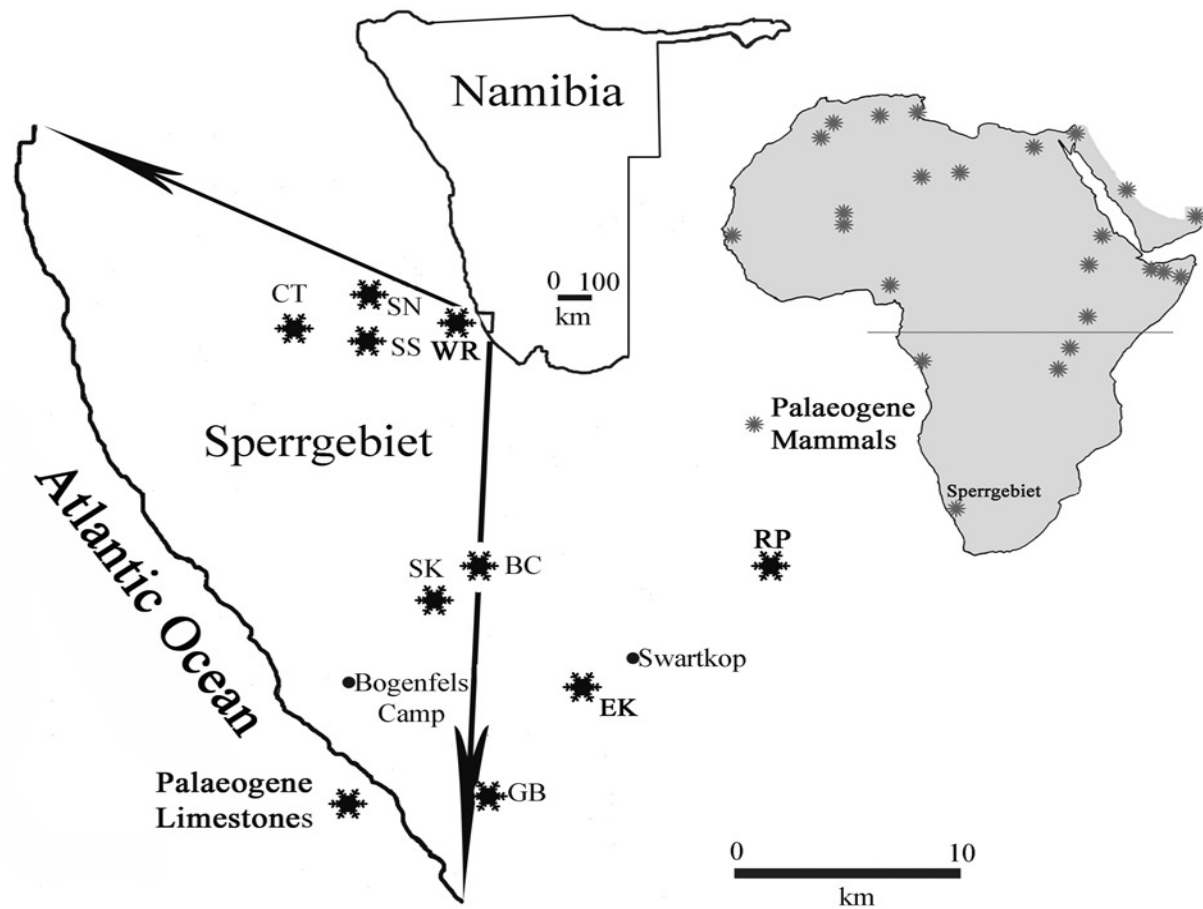 Namibia
0 100
km
CT
SN
SS
WR
Sperrgebiet
Atlantic Ocean
SK
BC
Bogenfels
Camp
Swartkop
EK
RP
GB
Palaeogene
Limestones
Palaeogene
Mammals
Sperrgebiet
0 10
km